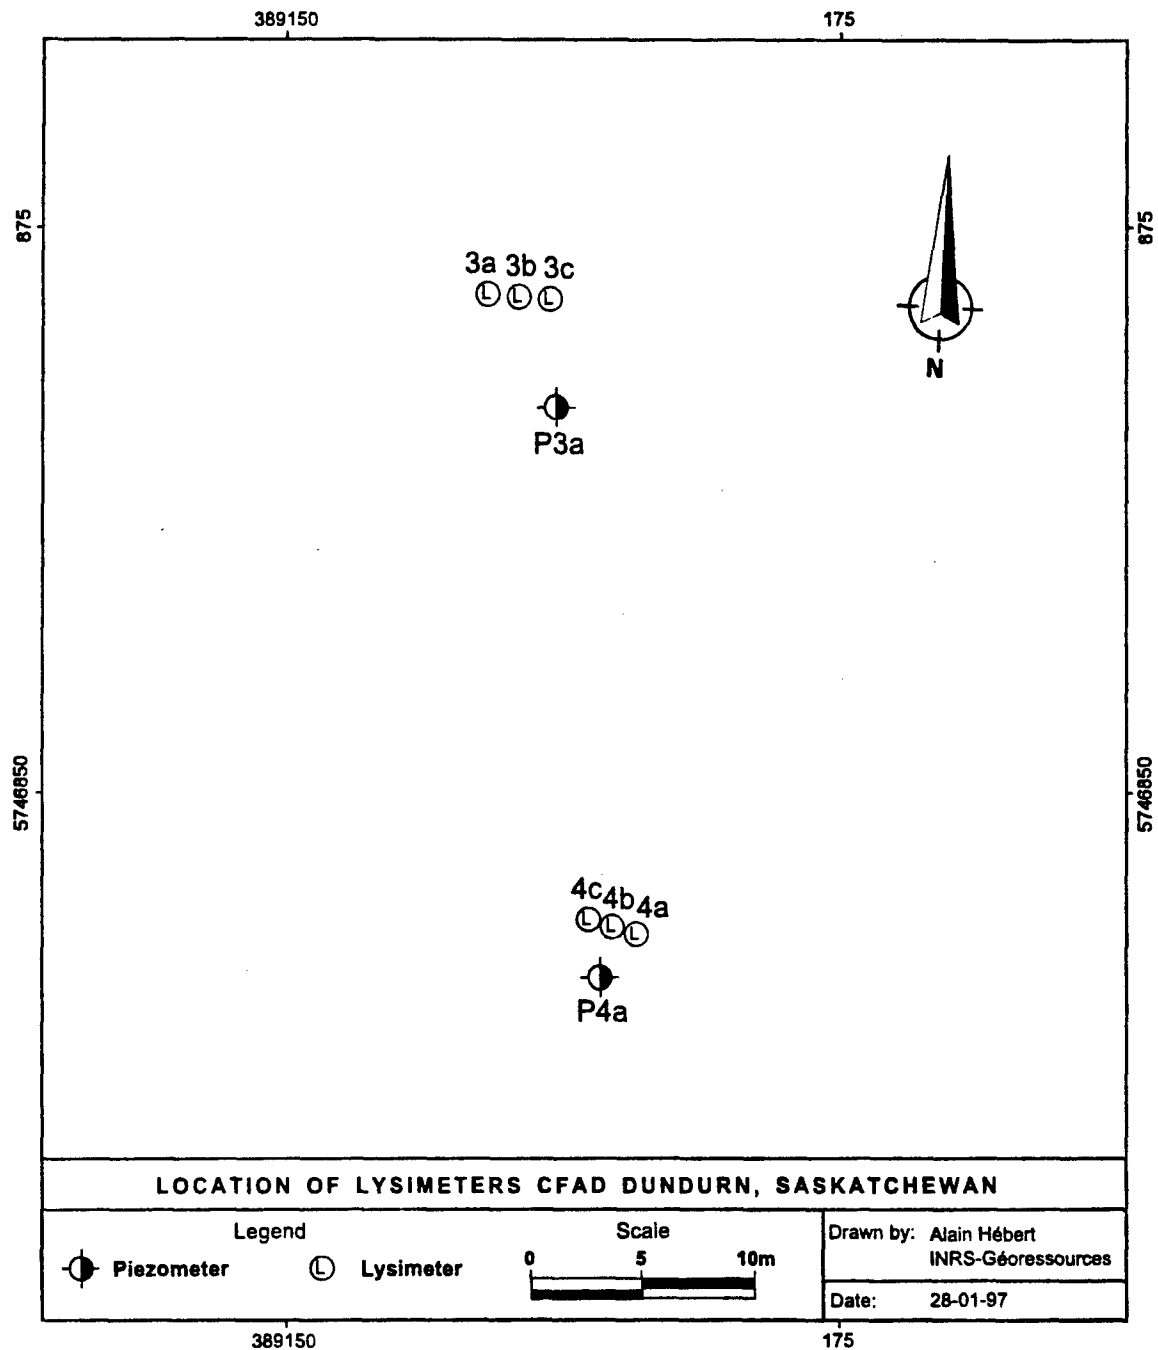 389150 175
875
875
3a 3b 3c
L L L
N
P3a
5746850
5746850
4c 4b 4a
L L L
P4a
LOCATION OF LYSIMETERS CFAD DUNDURN, SASKATCHEWAN
Legend
Piezometer
L Lysimeter
Scale
0 5 10m
Drawn by: Alain Hébert
INRS-Géoressources
Date: 28-01-97
389150 175